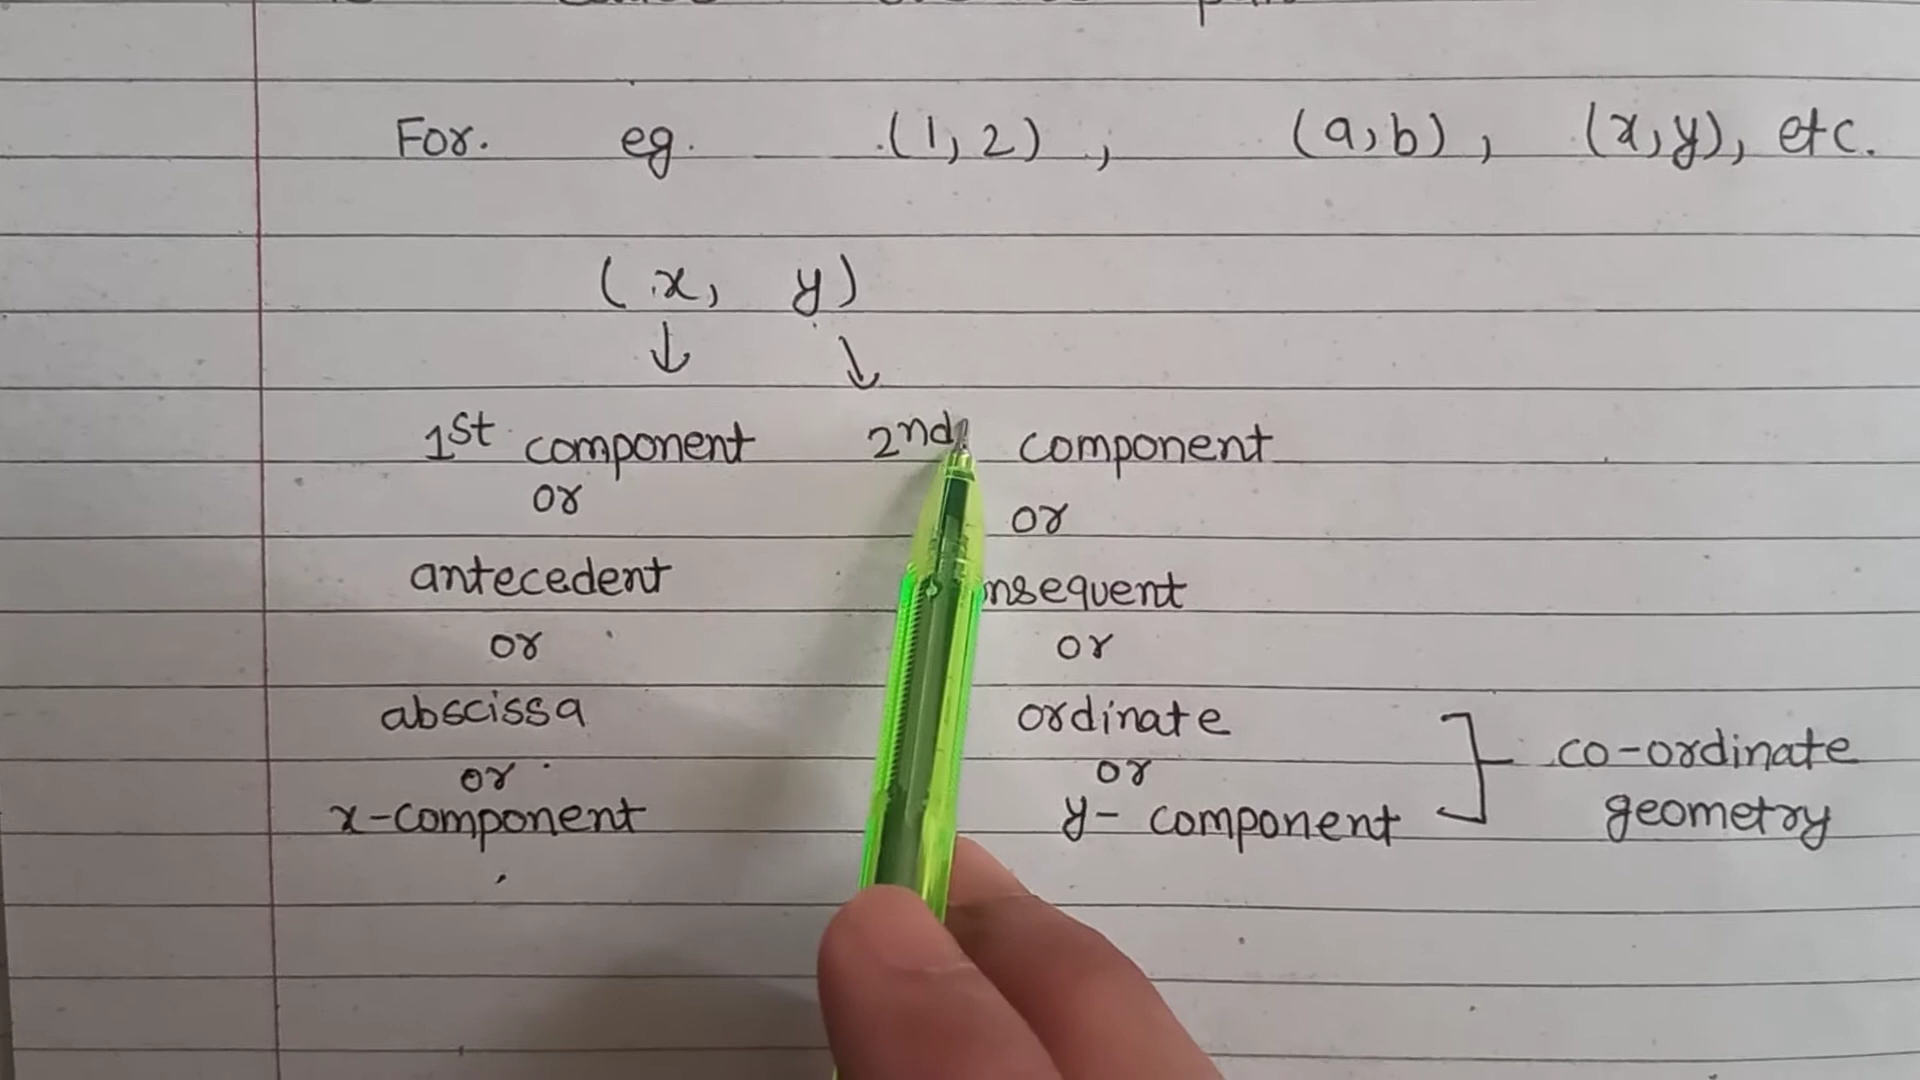 For. eg. (1,2), (a,b), (x,y), etc.
(x, y)
↓ ↓
1st component 2nd component
or or
antecedent nsequent
or or
abscissa ordinate
or or
x-component y-component
co-ordinate
geometry